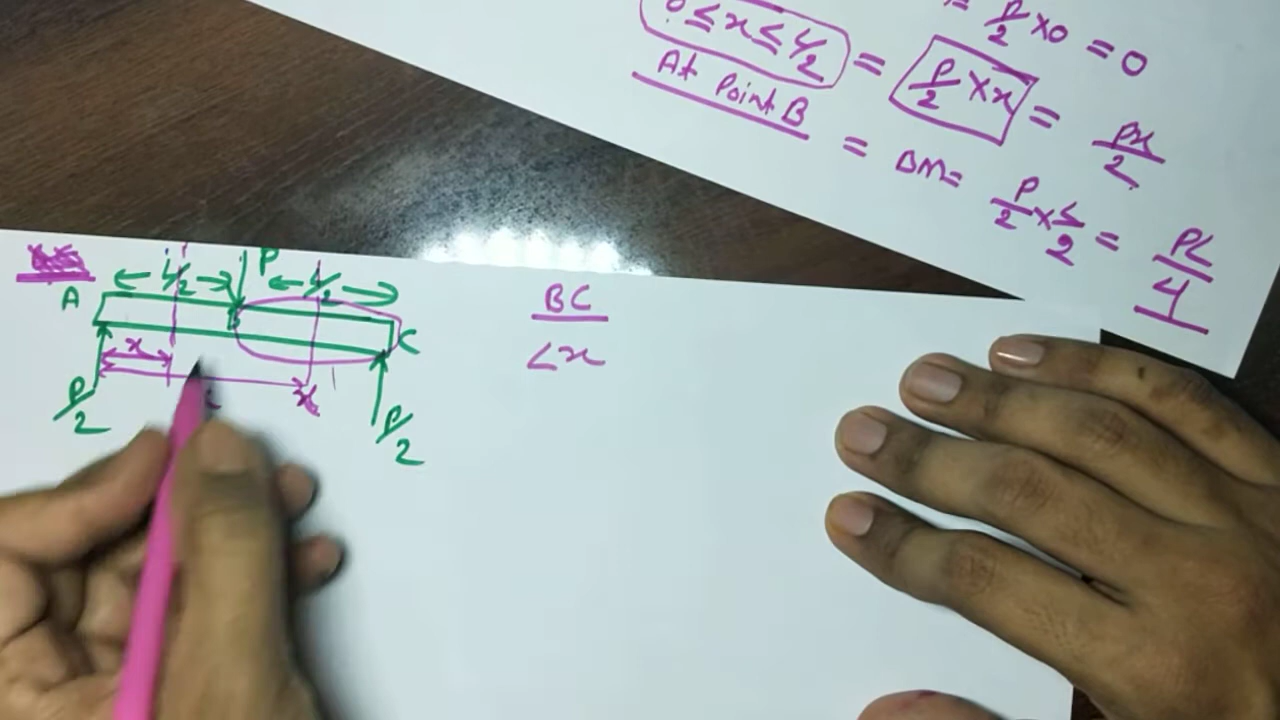 = P/2 × 0 = 0
0 ≤ x ≤ L/2 = P/2 × x = Px/2
At Point B = BM = P/2 × L/2 = PL/4
L/2 P L/2
A B C
x
x
P/2 P/2
BC
< x